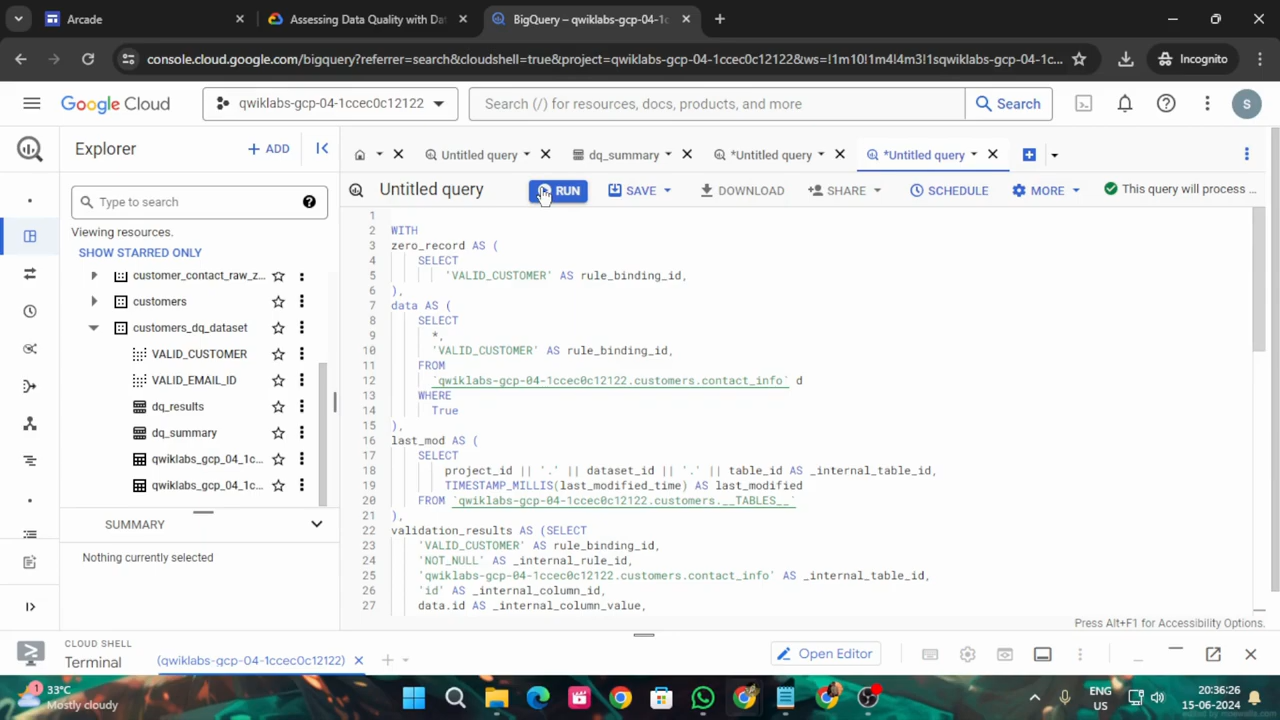 Arcade
Assessing Data Quality with Dat
BigQuery – qwiklabs-gcp-04-1c
console.cloud.google.com/bigquery?referrer=search&cloudshell=true&project=qwiklabs-gcp-04-1ccec0c12122&ws=!1m10!1m4!4m3!1sqwiklabs-gcp-04-1...
Incognito
Google Cloud
qwiklabs-gcp-04-1ccec0c12122
Search (/) for resources, docs, products, and more
Search
S
Explorer
+ ADD
Untitled query
dq_summary
*Untitled query
*Untitled query
Untitled query
RUN
SAVE
DOWNLOAD
SHARE
SCHEDULE
MORE
This query will process ...
Type to search
Viewing resources.
SHOW STARRED ONLY
customer_contact_raw_z...
customers
customers_dq_dataset
VALID_CUSTOMER
VALID_EMAIL_ID
dq_results
dq_summary
qwiklabs_gcp_04_1c...
qwiklabs_gcp_04_1c...
SUMMARY
Nothing currently selected
1
2 WITH
3 zero_record AS (
4 SELECT
5 'VALID_CUSTOMER' AS rule_binding_id,
6 ),
7 data AS (
8 SELECT
9 *,
10 'VALID_CUSTOMER' AS rule_binding_id,
11 FROM
12 `qwiklabs-gcp-04-1ccec0c12122.customers.contact_info` d
13 WHERE
14 True
15 ),
16 last_mod AS (
17 SELECT
18 project_id || '.' || dataset_id || '.' || table_id AS _internal_table_id,
19 TIMESTAMP_MILLIS(last_modified_time) AS last_modified
20 FROM `qwiklabs-gcp-04-1ccec0c12122.customers.__TABLES__`
21 ),
22 validation_results AS (SELECT
23 'VALID_CUSTOMER' AS rule_binding_id,
24 'NOT_NULL' AS _internal_rule_id,
25 'qwiklabs-gcp-04-1ccec0c12122.customers.contact_info' AS _internal_table_id,
26 'id' AS _internal_column_id,
27 data.id AS _internal_column_value,
Press Alt+F1 for Accessibility Options.
CLOUD SHELL
Terminal
(qwiklabs-gcp-04-1ccec0c12122)
Open Editor
33°C
Mostly cloudy
ENG
US
20:36:26
15-06-2024